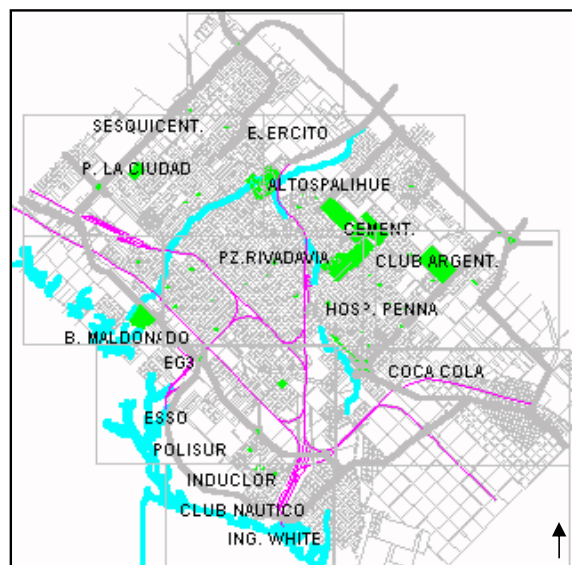 SESQUICENT.
EJERCITO
P. LA CIUDAD
ALTOSPALIHUE
CEMENT.
PZ.RIVADAVIA
CLUB ARGENT.
HOSP. PENNA
B. MALDONADO
EG3
COCA COLA
ESSO
POLISUR
INDUCLOR
CLUB NAUTICO
ING. WHITE